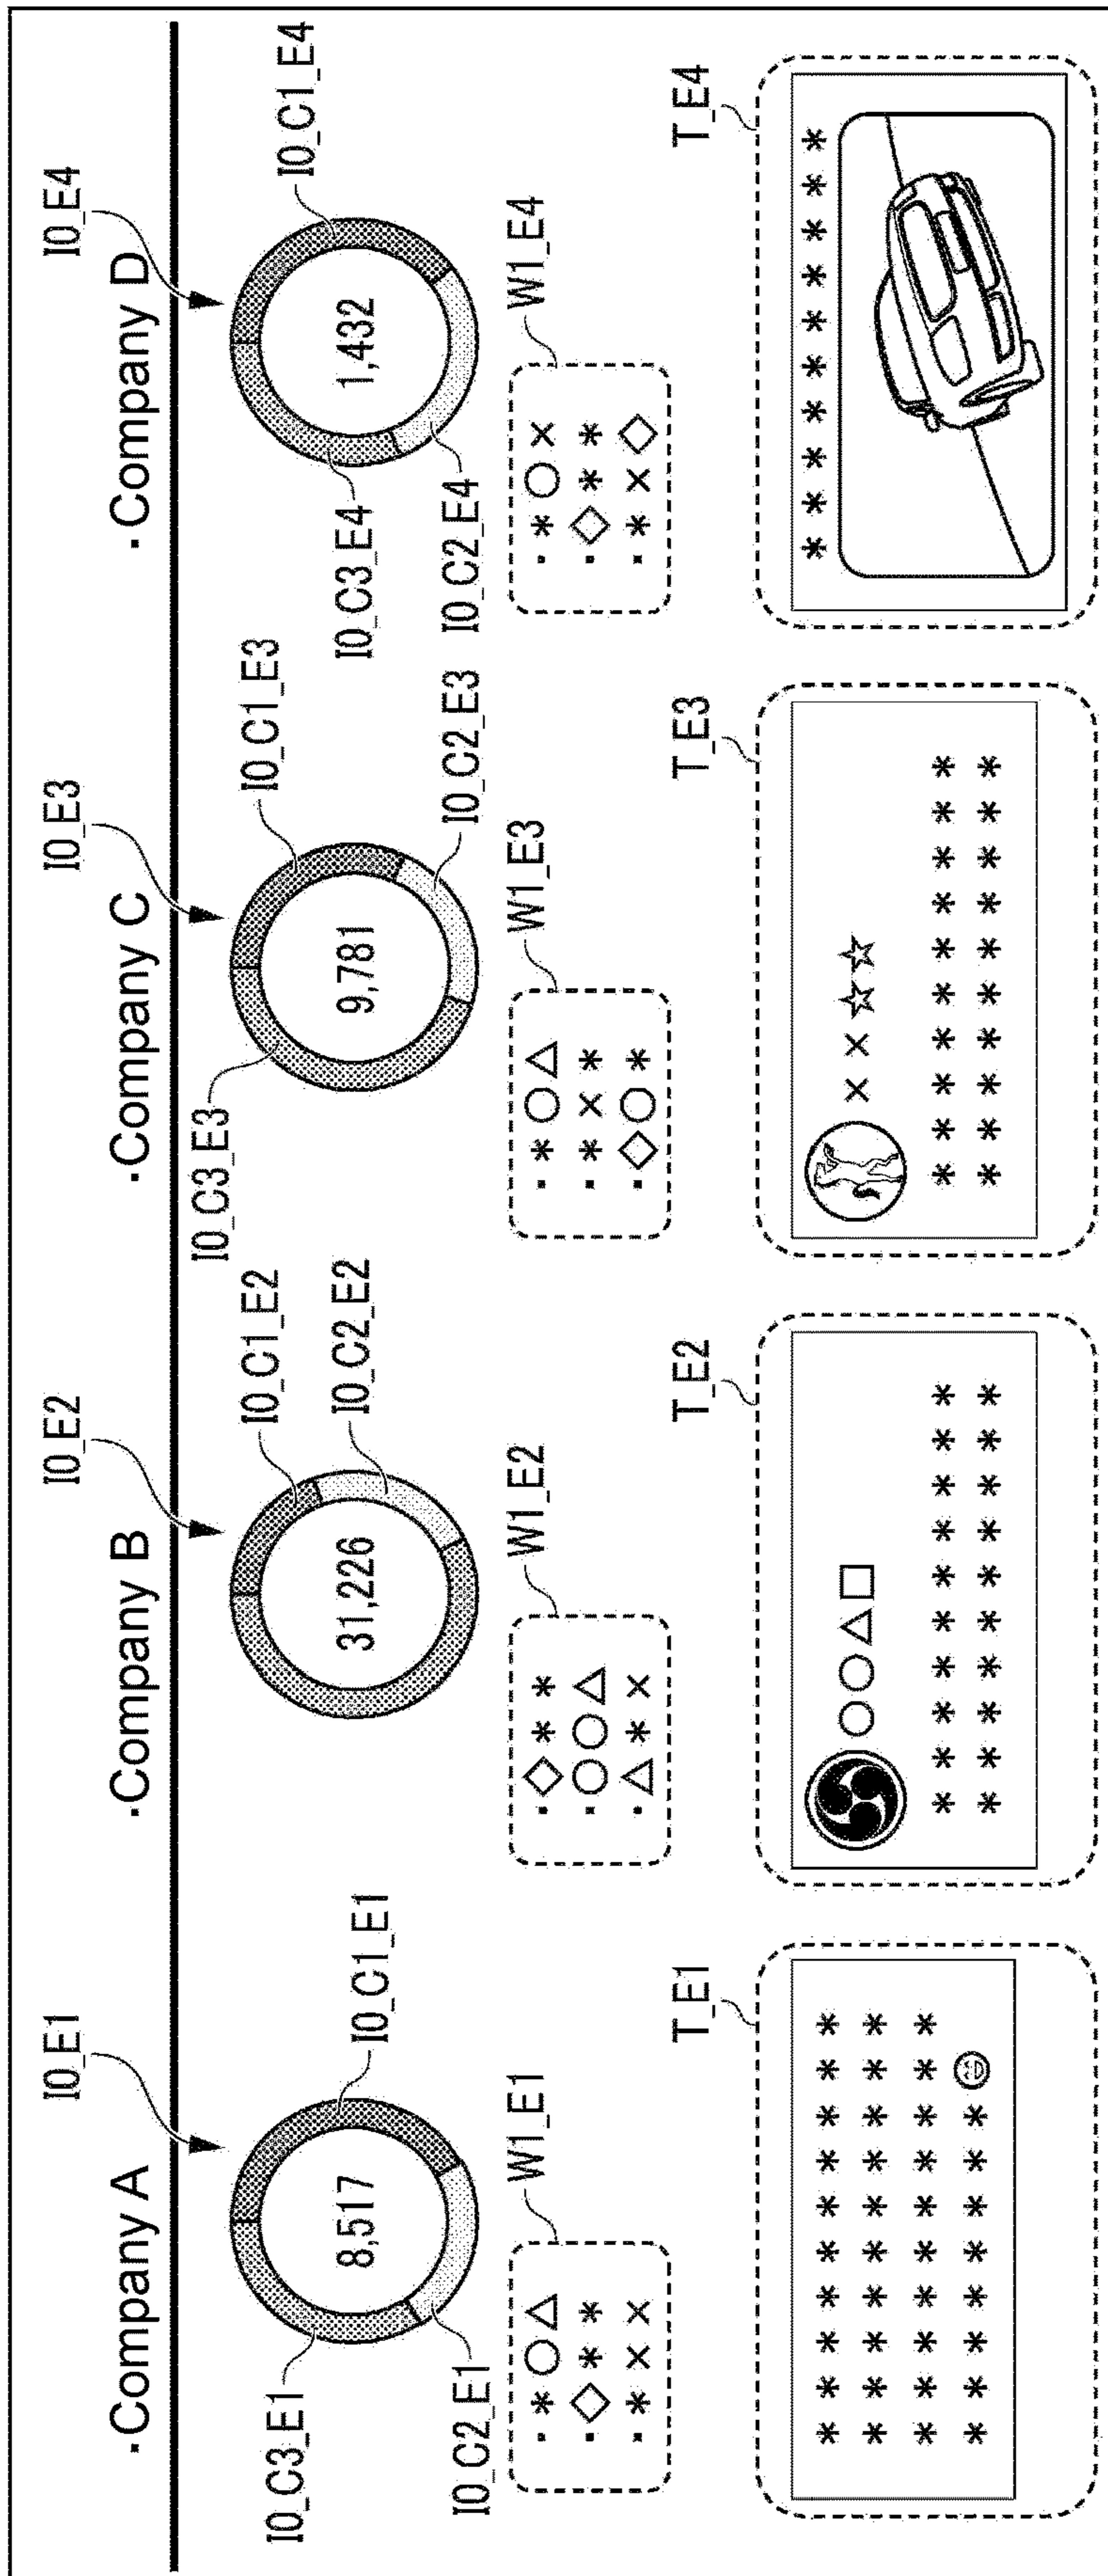 I0_E1
I0_E2
I0_E3
I0_E4
·Company A
·Company B
·Company C
·Company D
I0_C3_E1
8,517
I0_C1_E1
I0_C2_E1
31,226
I0_C1_E2
I0_C2_E2
I0_C3_E3
9,781
I0_C1_E3
I0_C2_E3
I0_C3_E4
1,432
I0_C1_E4
I0_C2_E4
W1_E1
· * ○ △
· ◇ * *
· * × ×
W1_E2
· ◇ * *
· ○ ○ △
· △ * ×
W1_E3
· * ○ △
· * × *
· ◇ ○ *
W1_E4
· * ○ ×
· ◇ * *
· * × ◇
T_E1
* * * * * * * * * *
* * * * * * * * * *
* * * * * * * * * *
* * * * * * * *
T_E2
○ ○ △ □
* * * * * * * * * *
* * * * * * * * * *
T_E3
× × ☆ ☆
* * * * * * * * * *
* * * * * * * * * *
T_E4
* * * * * * * * * *